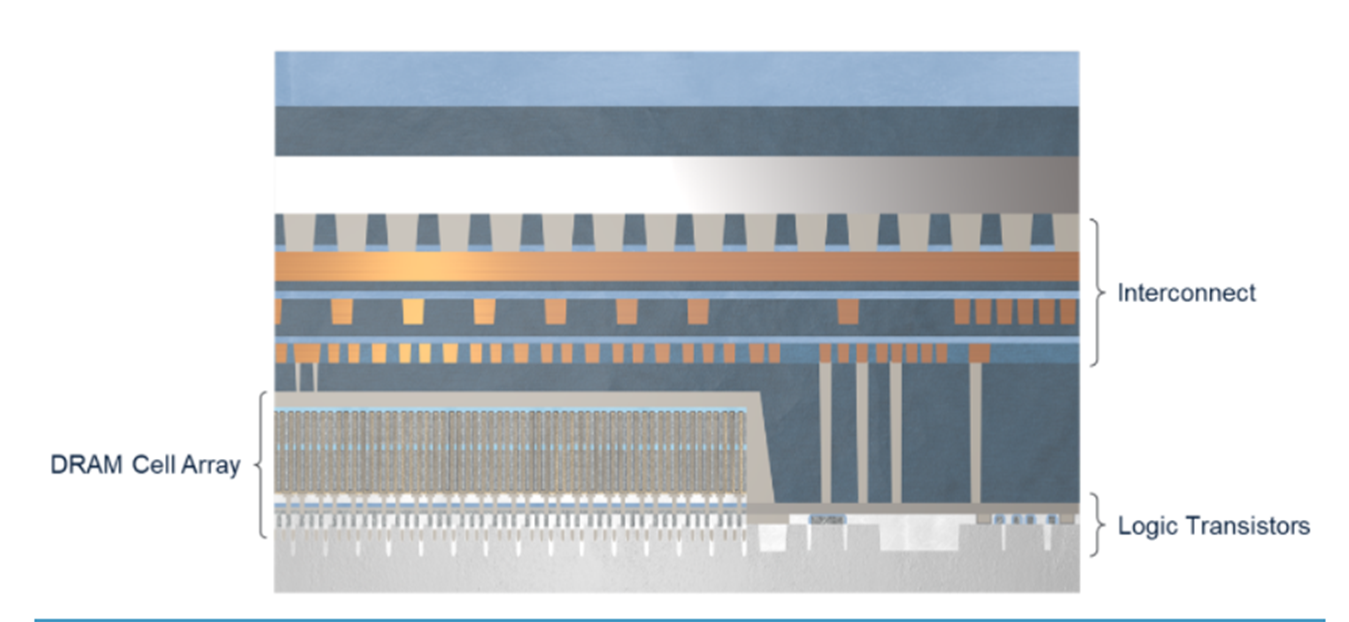 Interconnect
DRAM Cell Array
Logic Transistors